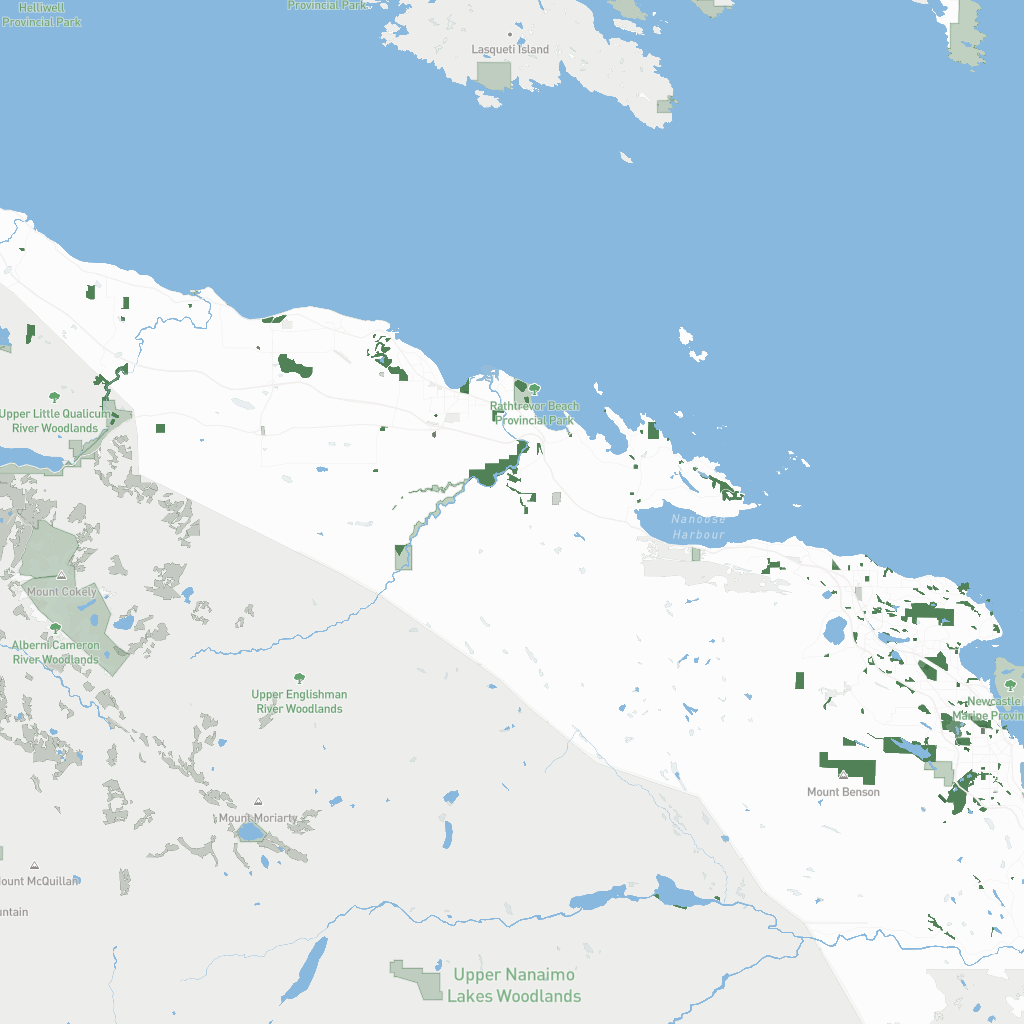 Helliwell
Provincial Park
Provincial Park
Lasqueti Island
Rathtrevor Beach
Provincial Park
Upper Little Qualicum
River Woodlands
Nanoose
Harbour
Mount Cokely
Alberni Cameron
River Woodlands
Upper Englishman
River Woodlands
Newcastle
Marine Provin
Mount Benson
Mount Moriarty
ount McQuillan
untain
Upper Nanaimo
Lakes Woodlands